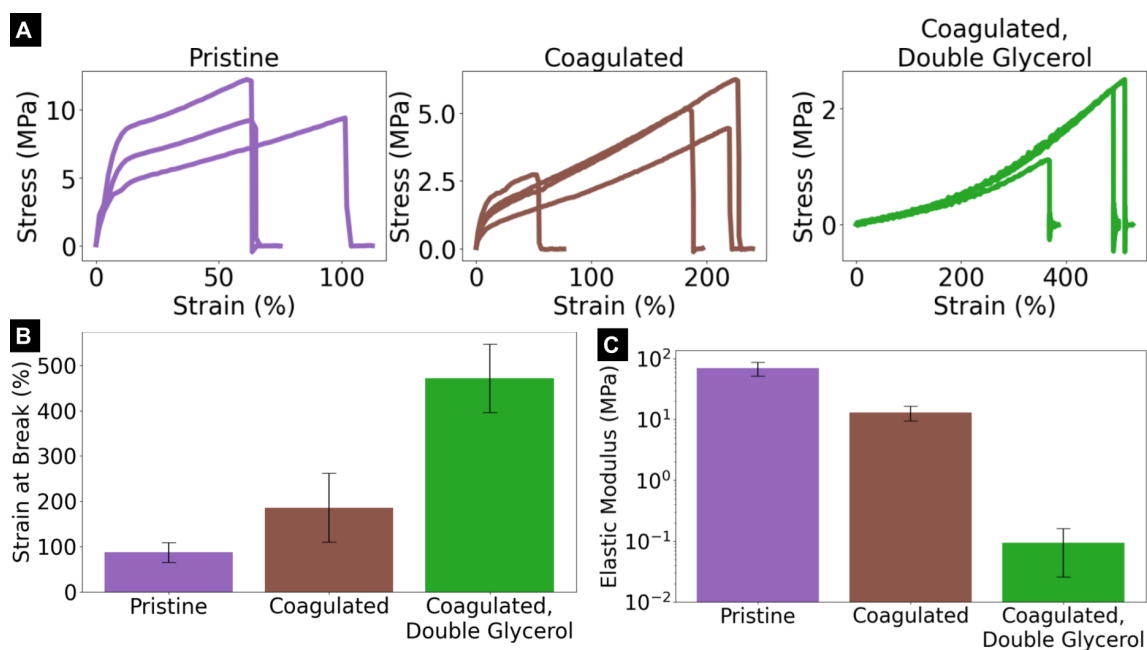 A
Pristine
Stress (MPa)
10
5
0
0
50
100
Strain (%)
Coagulated
Stress (MPa)
5.0
2.5
0.0
0
100
200
Strain (%)
Coagulated,
Double Glycerol
Stress (MPa)
2
1
0
0
200
400
Strain (%)
B
Strain at Break (%)
500
400
300
200
100
0
Pristine
Coagulated
Coagulated,
Double Glycerol
C
Elastic Modulus (MPa)
10²
10¹
10⁰
10⁻¹
10⁻²
Pristine
Coagulated
Coagulated,
Double Glycerol